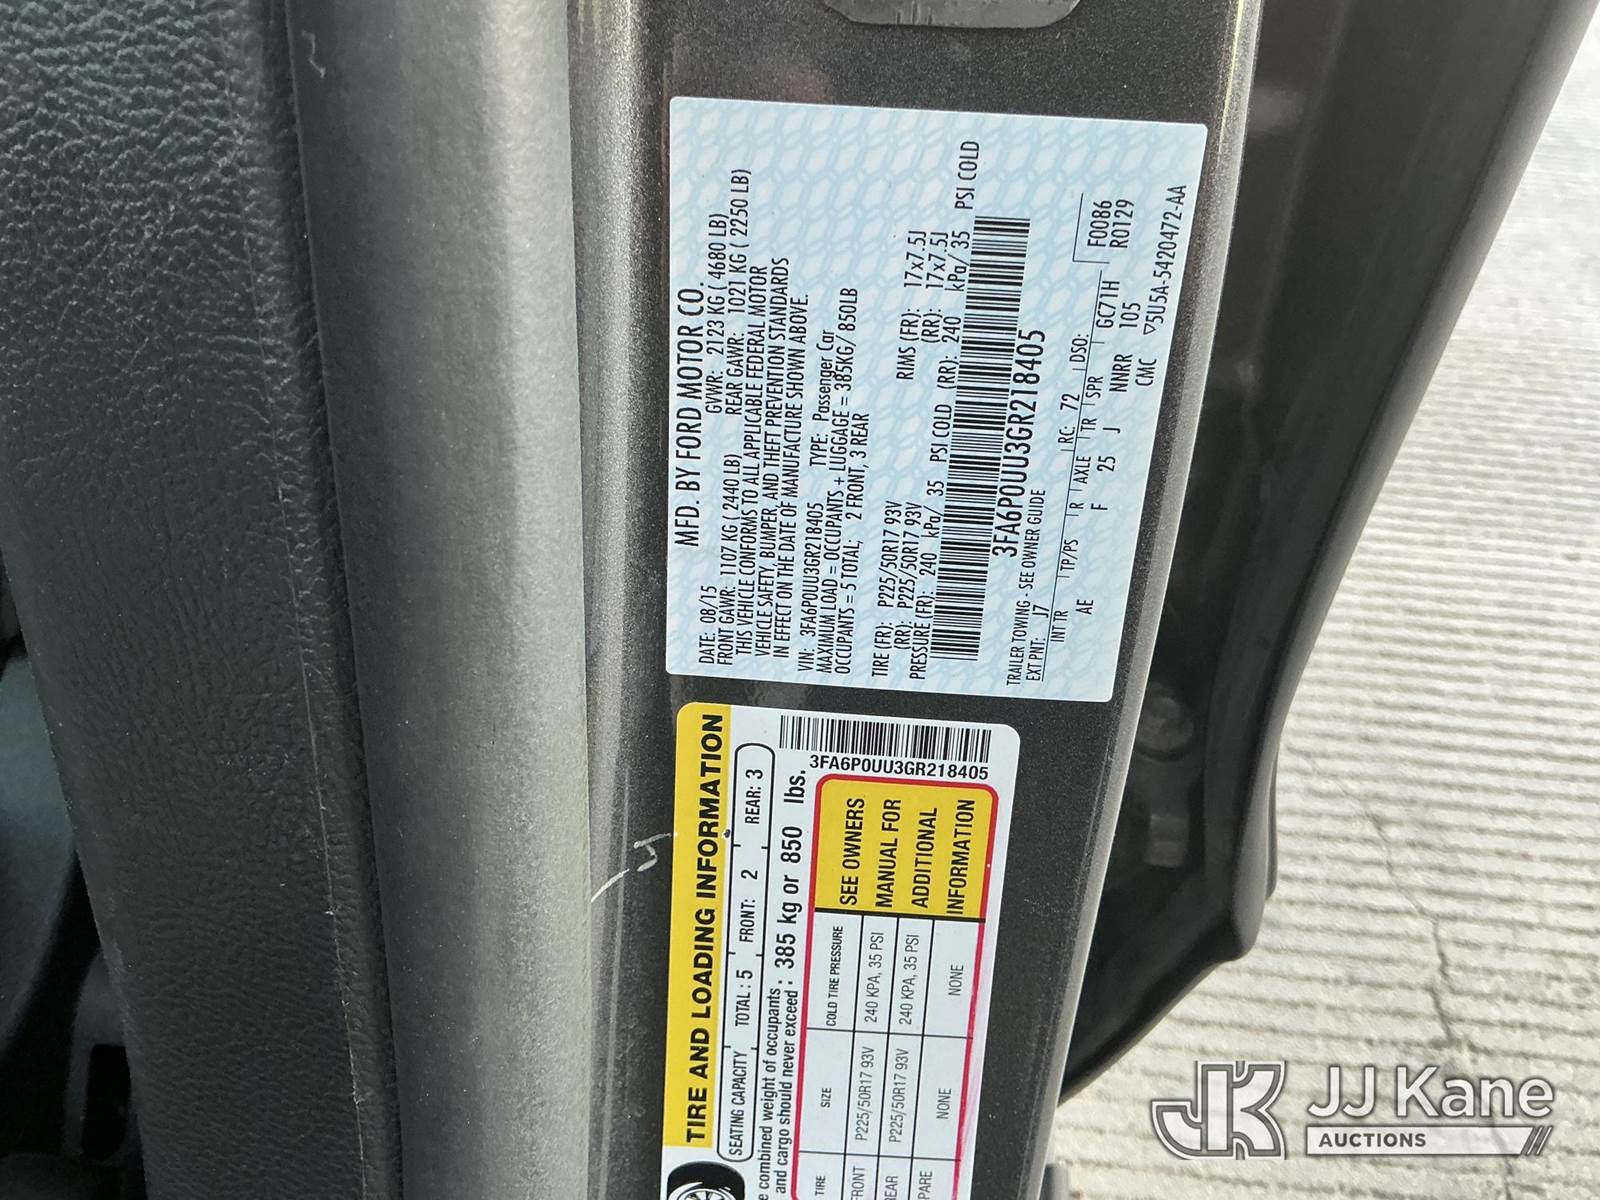 MFD. BY FORD MOTOR CO.
DATE: 08/15 GVWR: 2123 KG ( 4680 LB)
FRONT GAWR: 1107 KG ( 2440 LB) REAR GAWR: 1021 KG ( 2250 LB)
THIS VEHICLE CONFORMS TO ALL APPLICABLE FEDERAL MOTOR
VEHICLE SAFETY, BUMPER, AND THEFT PREVENTION STANDARDS
IN EFFECT ON THE DATE OF MANUFACTURE SHOWN ABOVE.
VIN: 3FA6P0UU3GR218405 TYPE: Passenger Car
MAXIMUM LOAD = OCCUPANTS + LUGGAGE = 385KG/ 850LB
OCCUPANTS = 5 TOTAL; 2 FRONT, 3 REAR
TIRE (FR): P225/50R17 93V RIMS (FR): 17x7.5J
(RR): P225/50R17 93V (RR): 17x7.5J
PRESSURE (FR): 240 kPa/ 35 PSI COLD (RR): 240 kPa/ 35 PSI COLD
3FA6P0UU3GR218405
TRAILER TOWING - SEE OWNER GUIDE
EXT PNT: J7 RC: 72 DSO: F0086
INT TR TP/PS R AXLE TR SPR GC71H R0129
AE F 25 J NNRR 105
CMC ▽5U5A-5420472-AA
TIRE AND LOADING INFORMATION
SEATING CAPACITY TOTAL : 5 FRONT: 2 REAR: 3
e combined weight of occupants
and cargo should never exceed : 385 kg or 850 lbs.
3FA6P0UU3GR218405
TIRE SIZE COLD TIRE PRESSURE
FRONT P225/50R17 93V 240 KPA, 35 PSI
EAR P225/50R17 93V 240 KPA, 35 PSI
PARE NONE NONE
SEE OWNERS
MANUAL FOR
ADDITIONAL
INFORMATION
JK JJ Kane
AUCTIONS